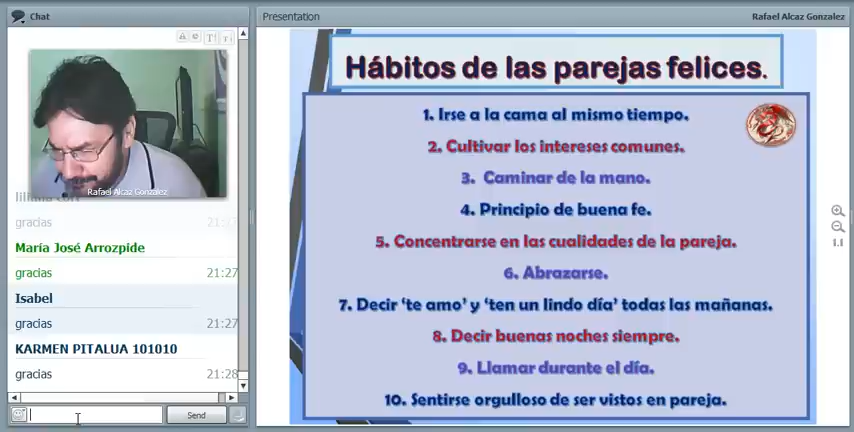 Chat
Rafael Alcaz Gonzalez
gracias
María José Arrozpide
gracias 21:27
Isabel
gracias 21:27
KARMEN PITALUA 101010
gracias 21:28
Send
Presentation
Rafael Alcaz Gonzalez
Hábitos de las parejas felices.
1. Irse a la cama al mismo tiempo.
2. Cultivar los intereses comunes.
3. Caminar de la mano.
4. Principio de buena fe.
5. Concentrarse en las cualidades de la pareja.
6. Abrazarse.
7. Decir ‘te amo’ y ‘ten un lindo día’ todas las mañanas.
8. Decir buenas noches siempre.
9. Llamar durante el día.
10. Sentirse orgulloso de ser vistos en pareja.
1:1